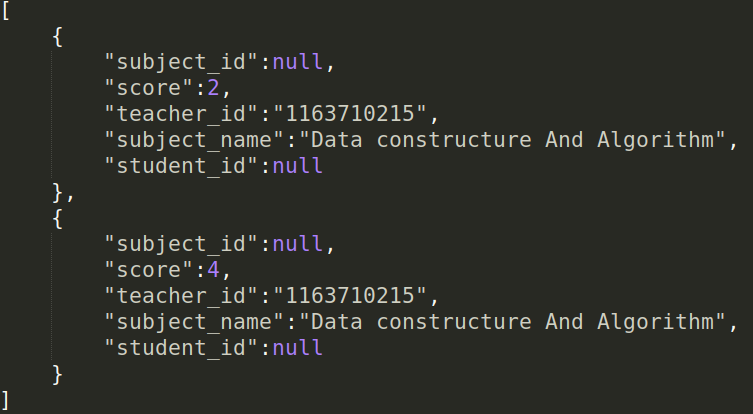 [
    {
        "subject_id":null,
        "score":2,
        "teacher_id":"1163710215",
        "subject_name":"Data constructure And Algorithm",
        "student_id":null
    },
    {
        "subject_id":null,
        "score":4,
        "teacher_id":"1163710215",
        "subject_name":"Data constructure And Algorithm",
        "student_id":null
    }
]